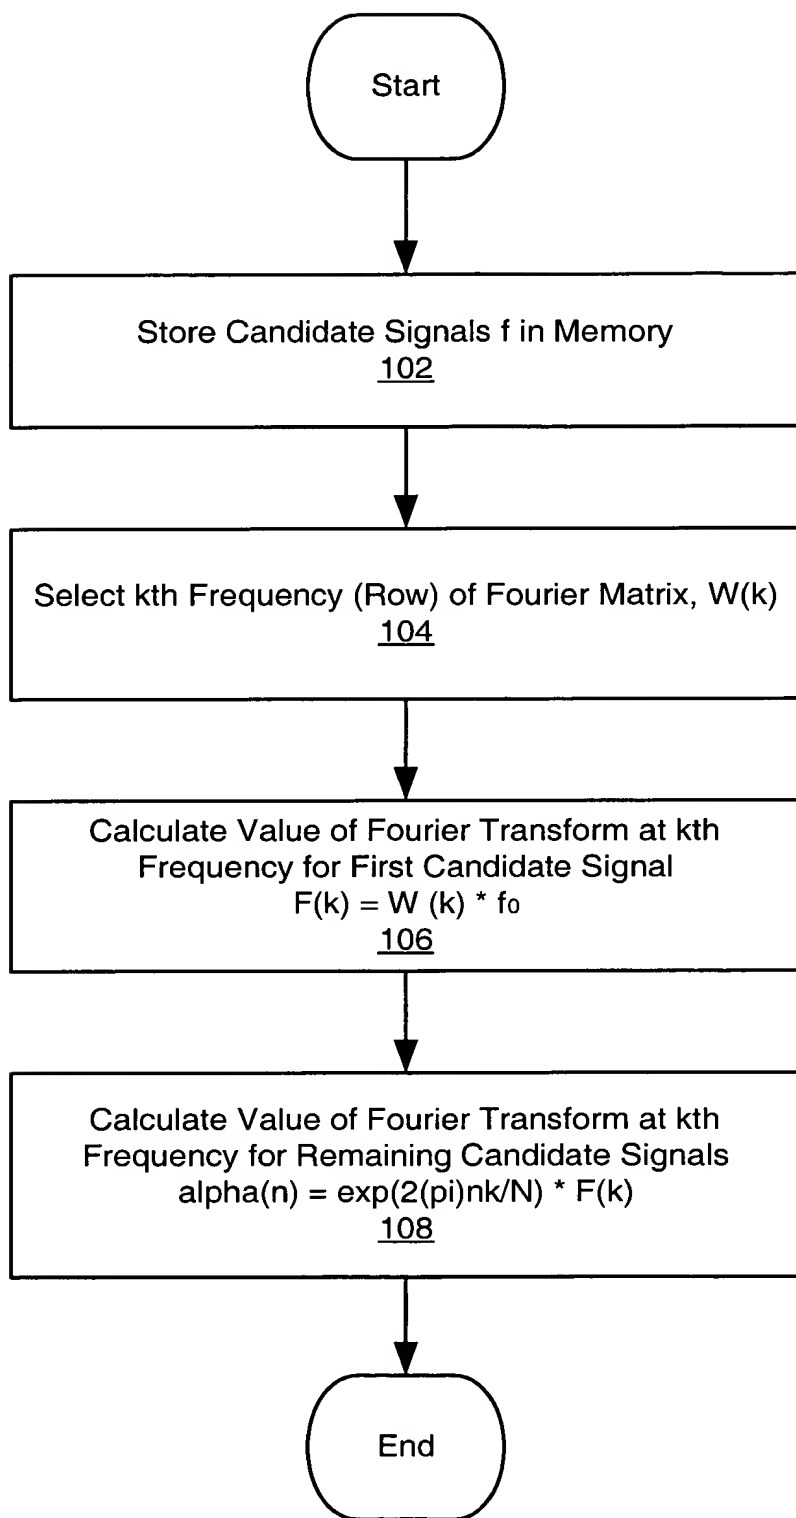 Start
Store Candidate Signals f in Memory
102
Select kth Frequency (Row) of Fourier Matrix, W(k)
104
Calculate Value of Fourier Transform at kth
Frequency for First Candidate Signal
F(k) = W (k) * f0
106
Calculate Value of Fourier Transform at kth
Frequency for Remaining Candidate Signals
alpha(n) = exp(2(pi)nk/N) * F(k)
108
End